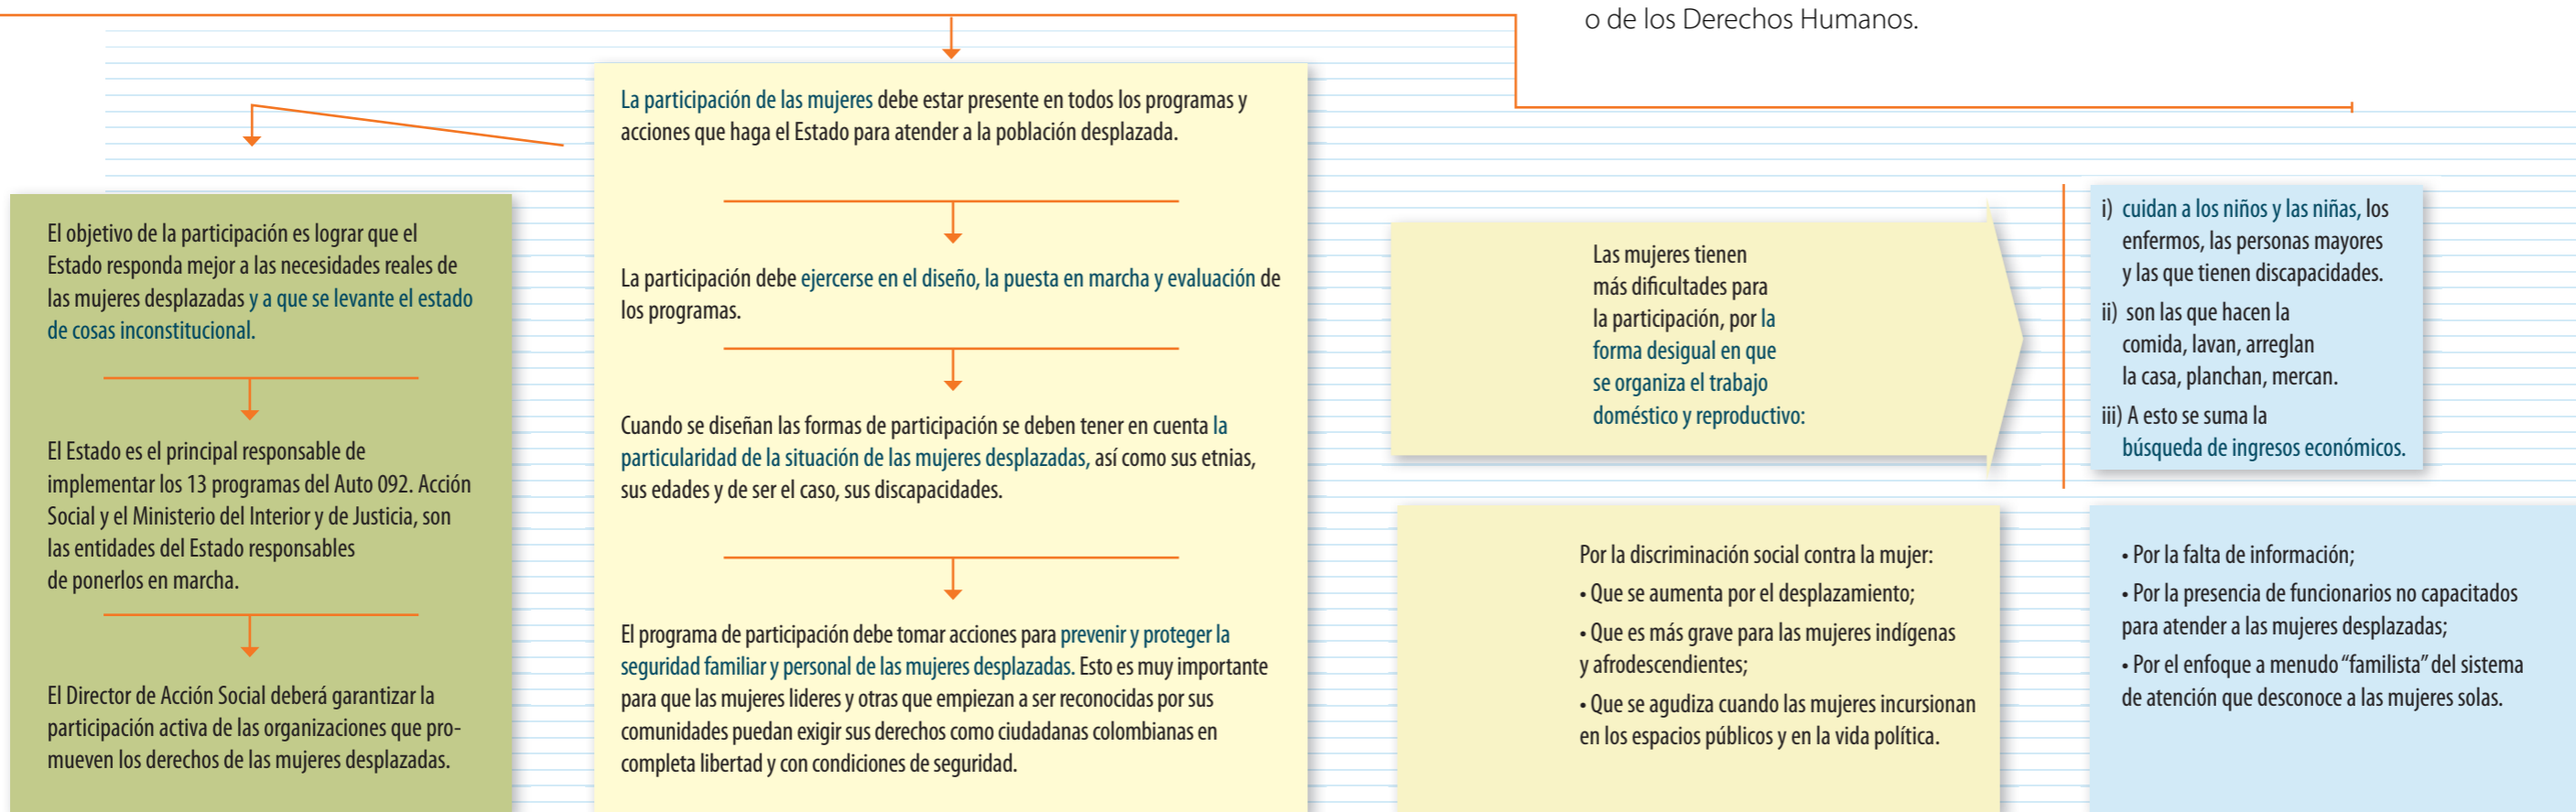 o de los Derechos Humanos.
El objetivo de la participación es lograr que el
Estado responda mejor a las necesidades reales de
las mujeres desplazadas y a que se levante el estado
de cosas inconstitucional.
El Estado es el principal responsable de
implementar los 13 programas del Auto 092. Acción
Social y el Ministerio del Interior y de Justicia, son
las entidades del Estado responsables
de ponerlos en marcha.
El Director de Acción Social deberá garantizar la
participación activa de las organizaciones que pro-
mueven los derechos de las mujeres desplazadas.
La participación de las mujeres debe estar presente en todos los programas y
acciones que haga el Estado para atender a la población desplazada.
La participación debe ejercerse en el diseño, la puesta en marcha y evaluación de
los programas.
Cuando se diseñan las formas de participación se deben tener en cuenta la
particularidad de la situación de las mujeres desplazadas, así como sus etnias,
sus edades y de ser el caso, sus discapacidades.
El programa de participación debe tomar acciones para prevenir y proteger la
seguridad familiar y personal de las mujeres desplazadas. Esto es muy importante
para que las mujeres lideres y otras que empiezan a ser reconocidas por sus
comunidades puedan exigir sus derechos como ciudadanas colombianas en
completa libertad y con condiciones de seguridad.
Las mujeres tienen
más dificultades para
la participación, por la
forma desigual en que
se organiza el trabajo
doméstico y reproductivo:
i) cuidan a los niños y las niñas, los
enfermos, las personas mayores
y las que tienen discapacidades.
ii) son las que hacen la
comida, lavan, arreglan
la casa, planchan, mercan.
iii) A esto se suma la
búsqueda de ingresos económicos.
Por la discriminación social contra la mujer:
• Que se aumenta por el desplazamiento;
• Que es más grave para las mujeres indígenas
y afrodescendientes;
• Que se agudiza cuando las mujeres incursionan
en los espacios públicos y en la vida política.
• Por la falta de información;
• Por la presencia de funcionarios no capacitados
para atender a las mujeres desplazadas;
• Por el enfoque a menudo “familista” del sistema
de atención que desconoce a las mujeres solas.